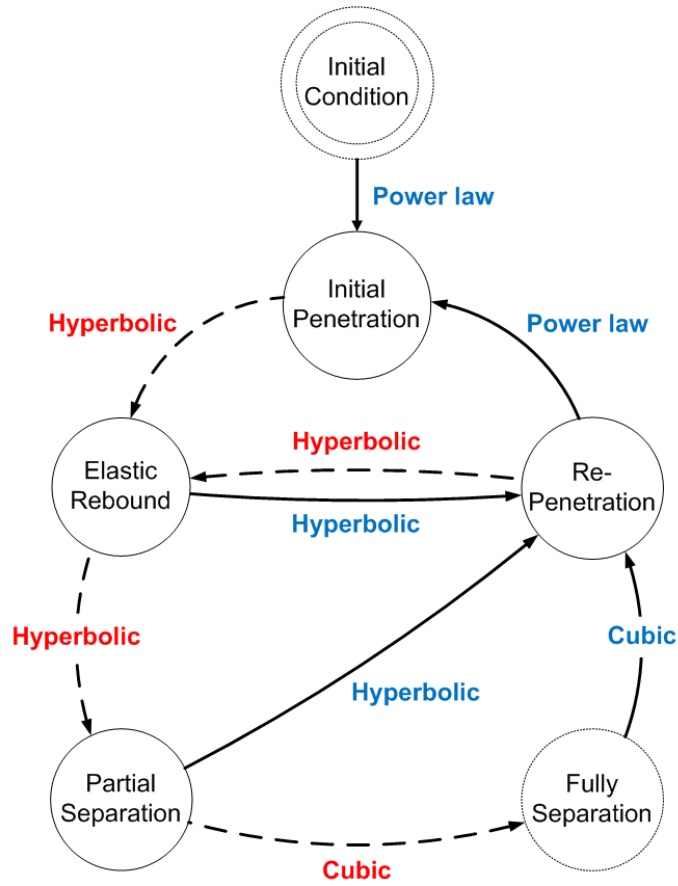 Initial
Condition
Power law
Initial
Penetration
Hyperbolic
Power law
Elastic
Rebound
Hyperbolic
Hyperbolic
Re-
Penetration
Hyperbolic
Hyperbolic
Cubic
Partial
Separation
Fully
Separation
Cubic